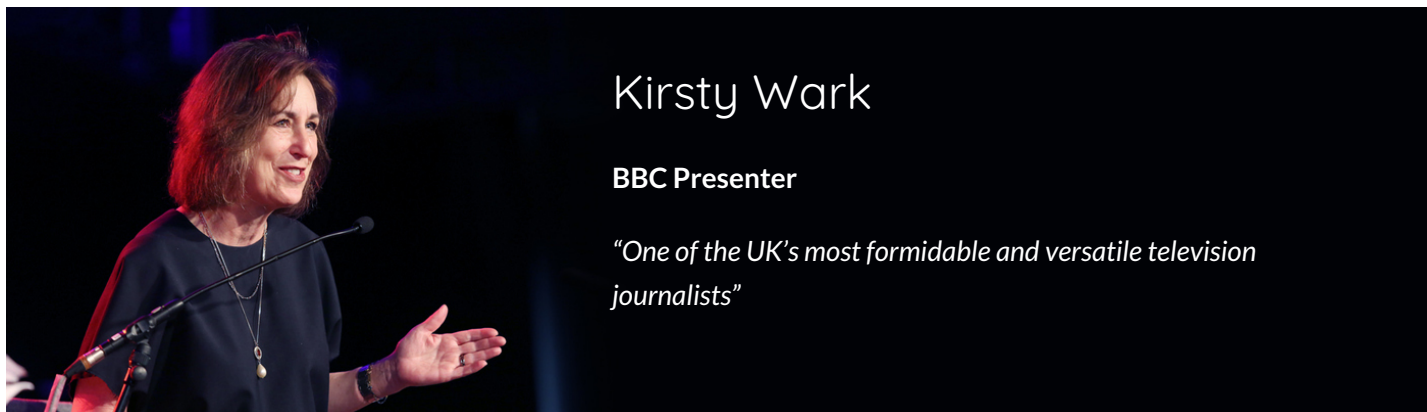 Kirsty Wark
BBC Presenter
“One of the UK’s most formidable and versatile television
journalists”